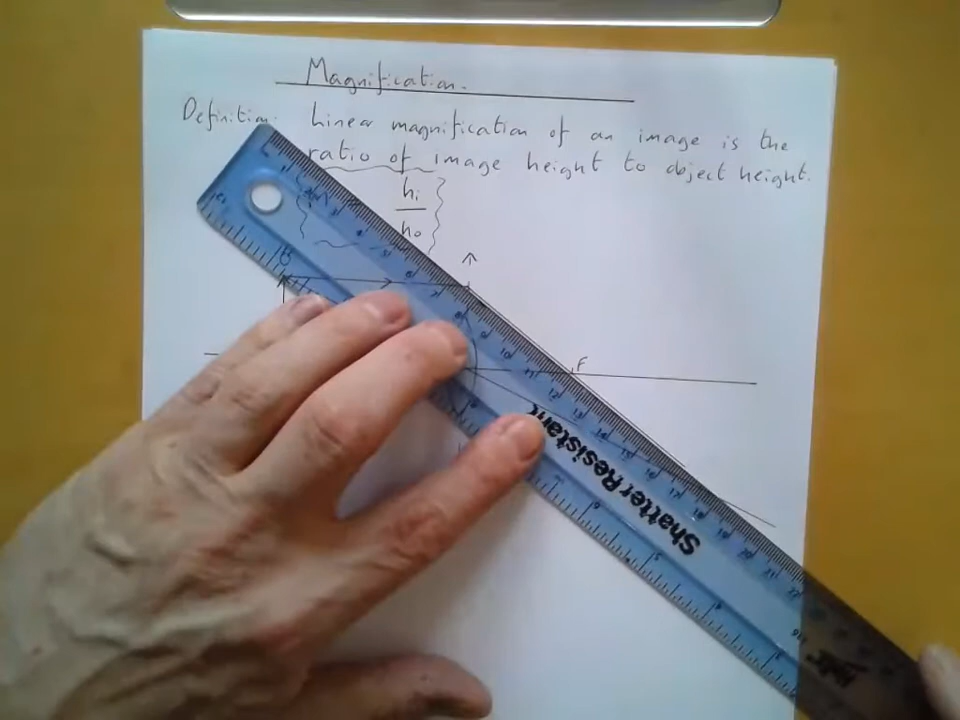 Magnification.
Definition: Linear magnification of an image is the
ratio of image height to object height.
hi
ho
O
F
Shatter Resistant